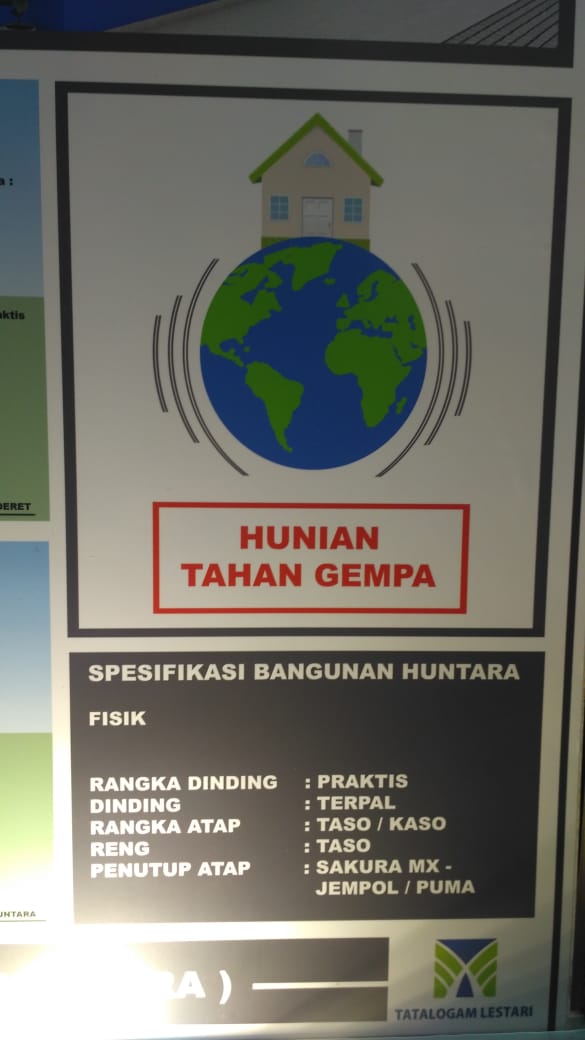 HUNIAN
TAHAN GEMPA
SPESIFIKASI BANGUNAN HUNTARA
FISIK
RANGKA DINDING : PRAKTIS
DINDING : TERPAL
RANGKA ATAP : TASO / KASO
RENG : TASO
PENUTUP ATAP : SAKURA MX -
JEMPOL / PUMA
TATALOGAM LESTARI